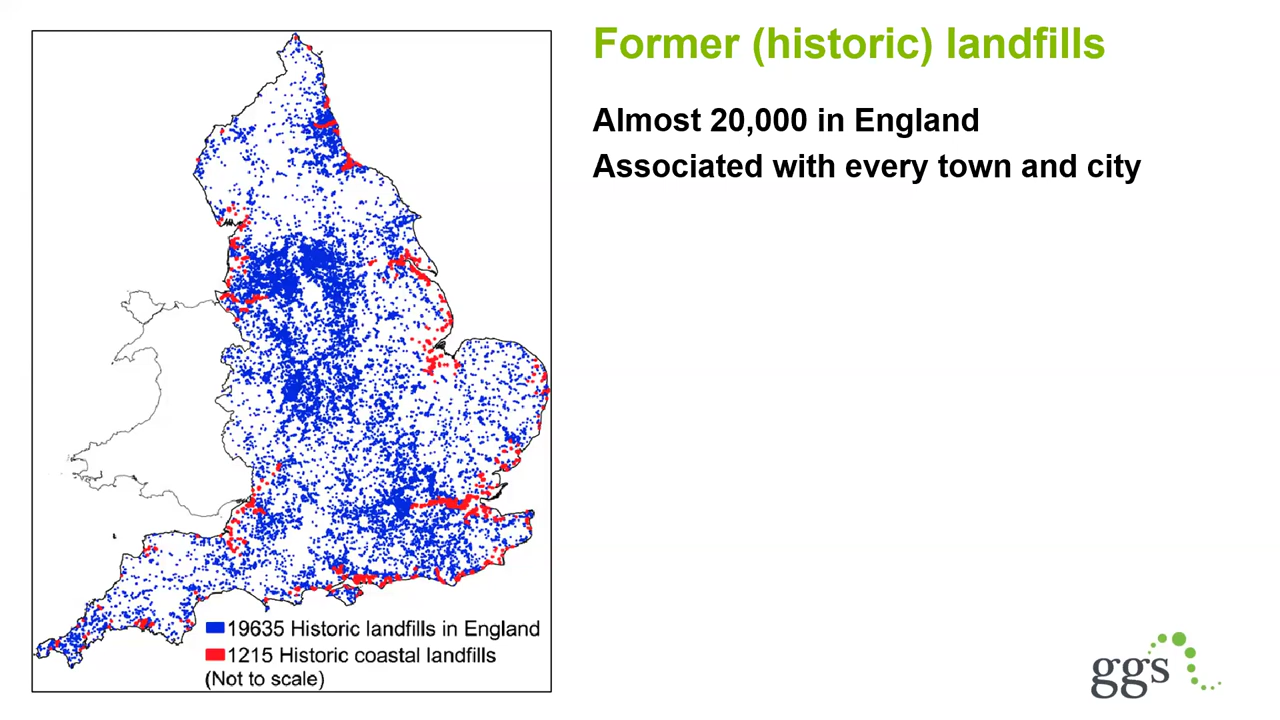 Former (historic) landfills
Almost 20,000 in England
Associated with every town and city
19635 Historic landfills in England
1215 Historic coastal landfills
(Not to scale)
ggs